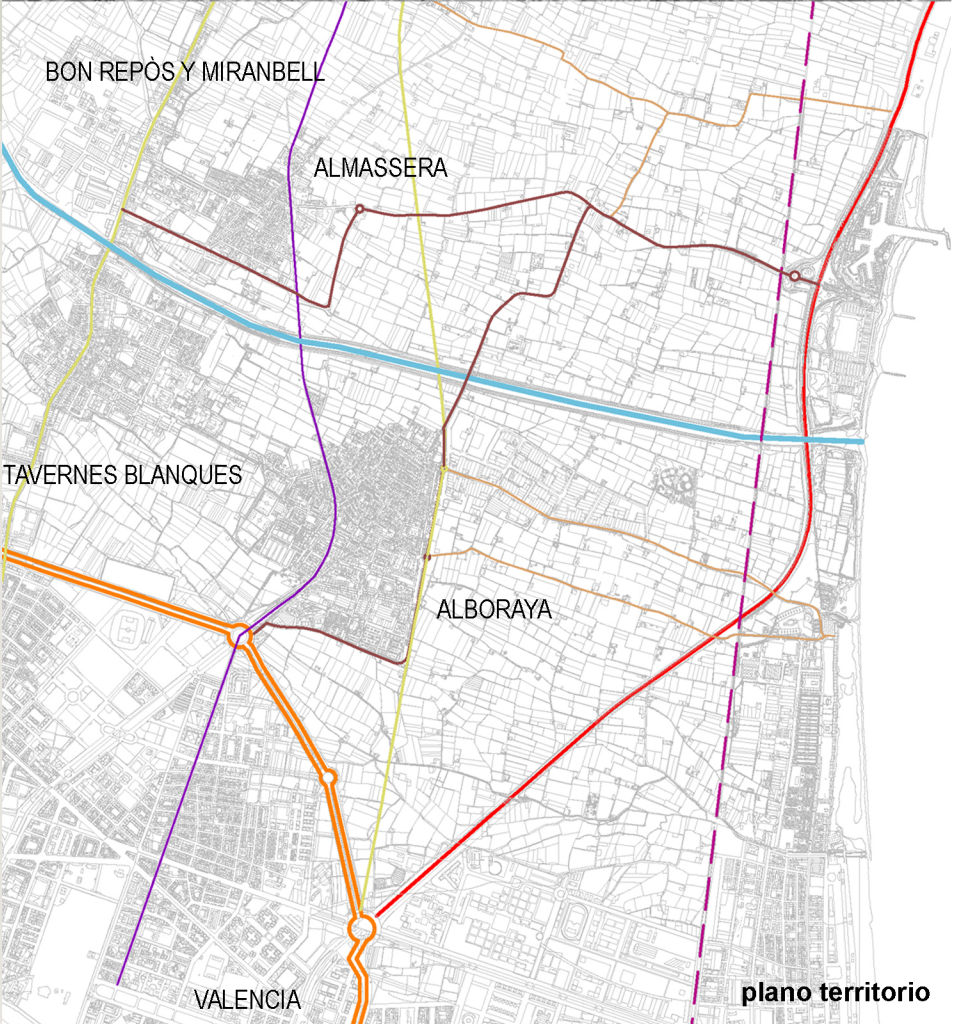 BON REPÒS Y MIRANBELL
ALMASSERA
TAVERNES BLANQUES
ALBORAYA
VALENCIA
plano territorio